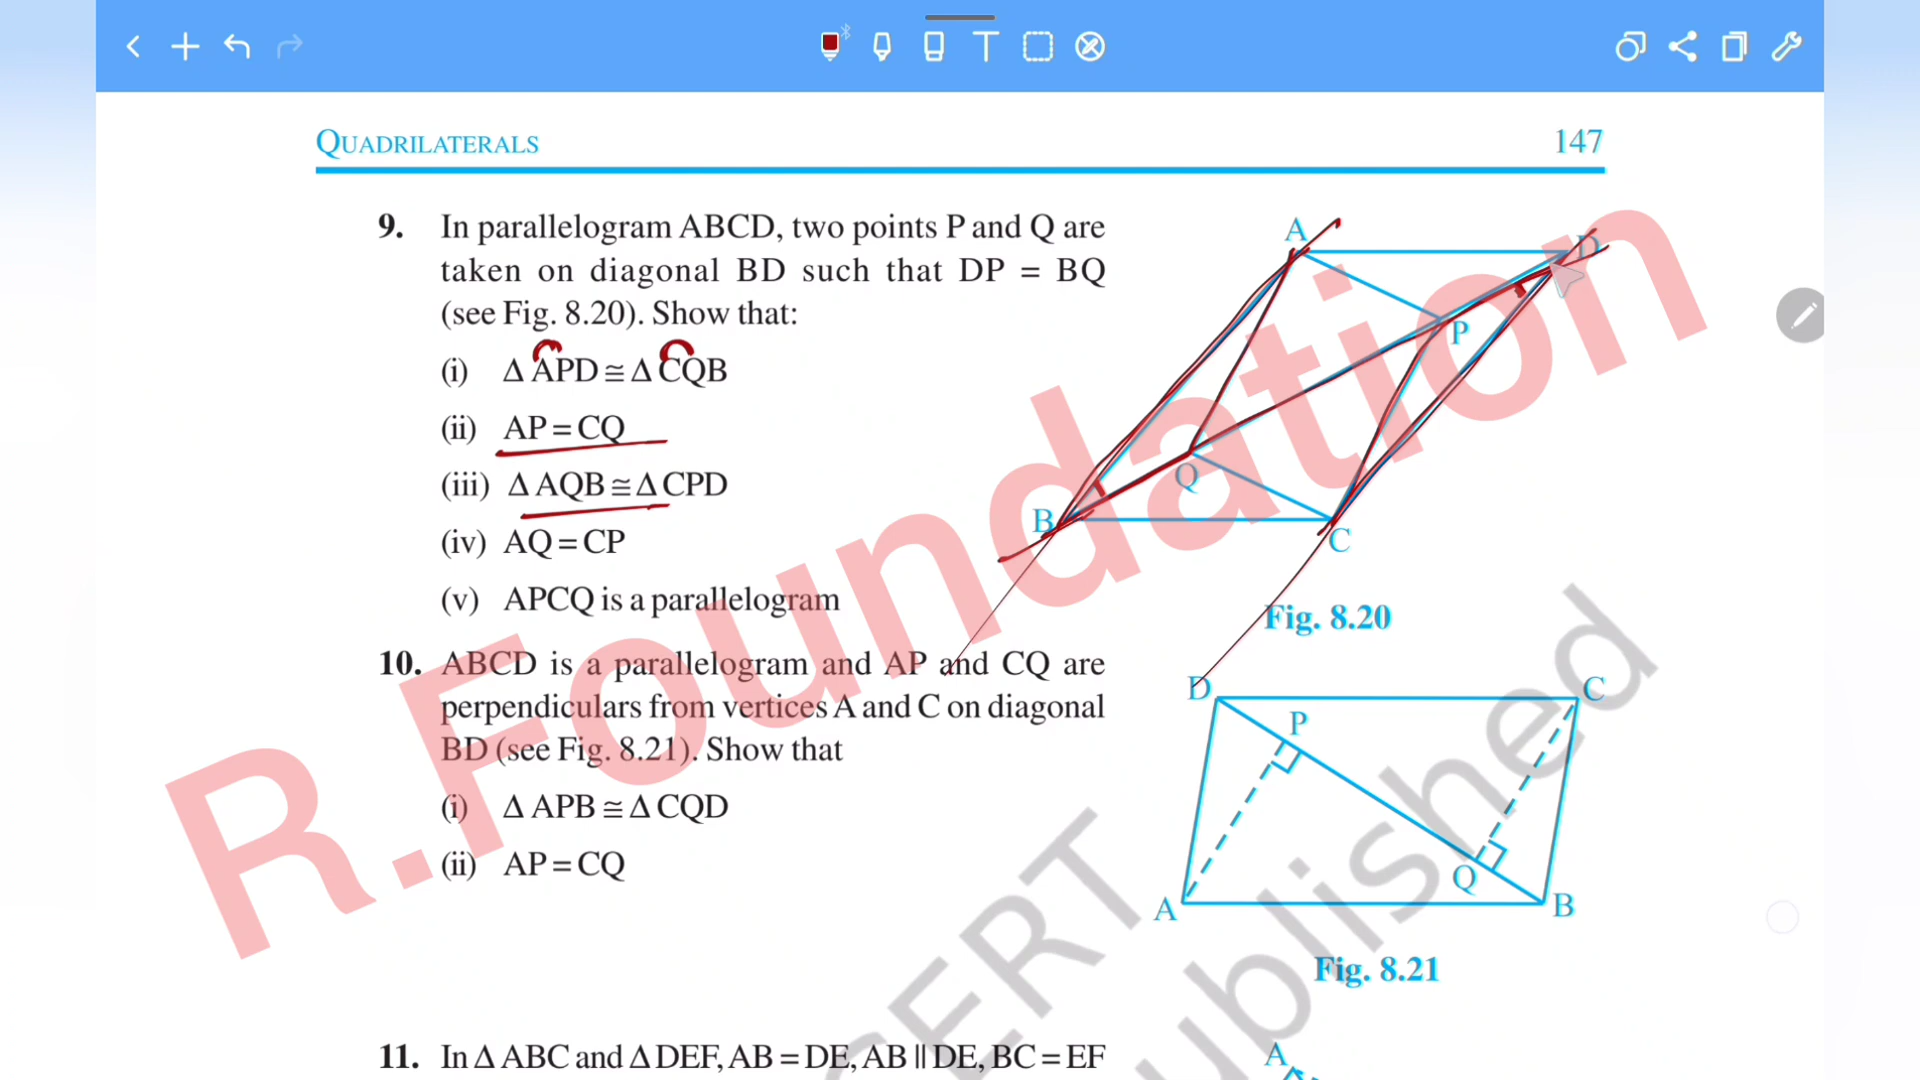 QUADRILATERALS 147
9. In parallelogram ABCD, two points P and Q are
taken on diagonal BD such that DP = BQ
(see Fig. 8.20). Show that:
(i) Δ APD ≅ Δ CQB
(ii) AP = CQ
(iii) Δ AQB ≅ Δ CPD
(iv) AQ = CP
(v) APCQ is a parallelogram
A
D
P
Q
B
C
Fig. 8.20
10. ABCD is a parallelogram and AP and CQ are
perpendiculars from vertices A and C on diagonal
BD (see Fig. 8.21). Show that
(i) Δ APB ≅ Δ CQD
(ii) AP = CQ
D
C
P
Q
A
B
Fig. 8.21
11. In Δ ABC and Δ DEF, AB = DE, AB || DE, BC = EF
A
R.Foundation